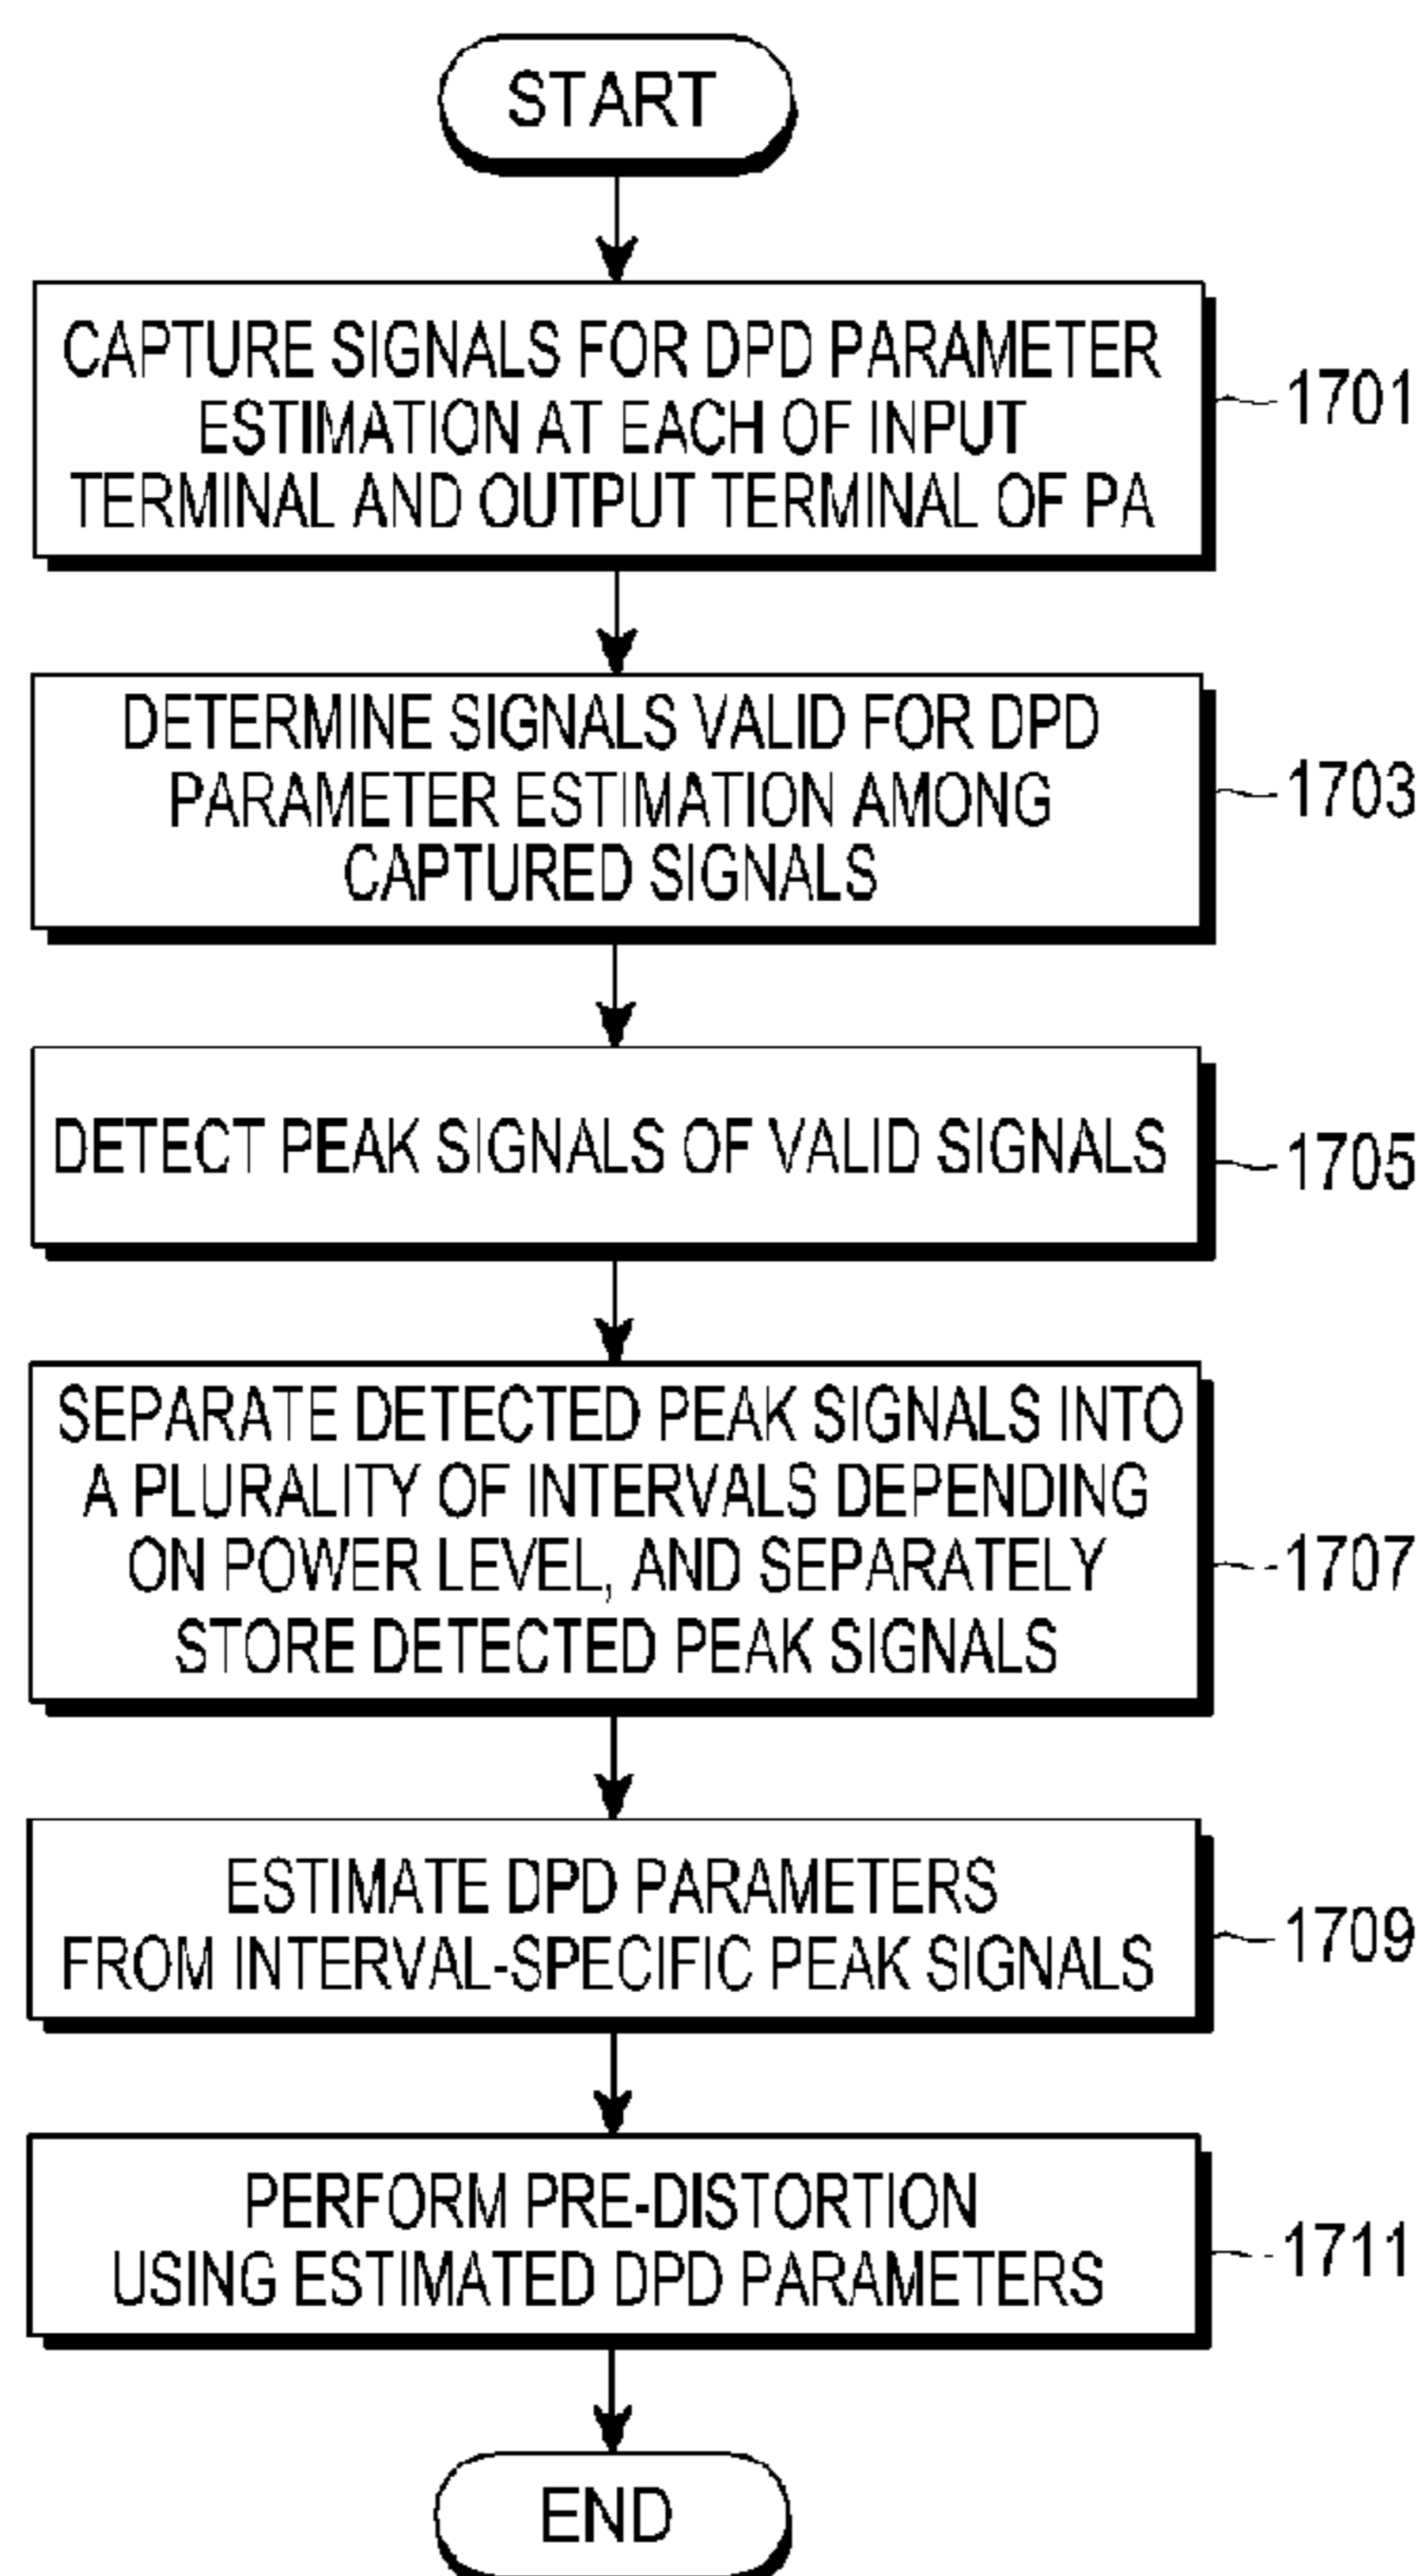 START
CAPTURE SIGNALS FOR DPD PARAMETER
ESTIMATION AT EACH OF INPUT
TERMINAL AND OUTPUT TERMINAL OF PA
1701
DETERMINE SIGNALS VALID FOR DPD
PARAMETER ESTIMATION AMONG
CAPTURED SIGNALS
1703
DETECT PEAK SIGNALS OF VALID SIGNALS
1705
SEPARATE DETECTED PEAK SIGNALS INTO
A PLURALITY OF INTERVALS DEPENDING
ON POWER LEVEL, AND SEPARATELY
STORE DETECTED PEAK SIGNALS
1707
ESTIMATE DPD PARAMETERS
FROM INTERVAL-SPECIFIC PEAK SIGNALS
1709
PERFORM PRE-DISTORTION
USING ESTIMATED DPD PARAMETERS
1711
END